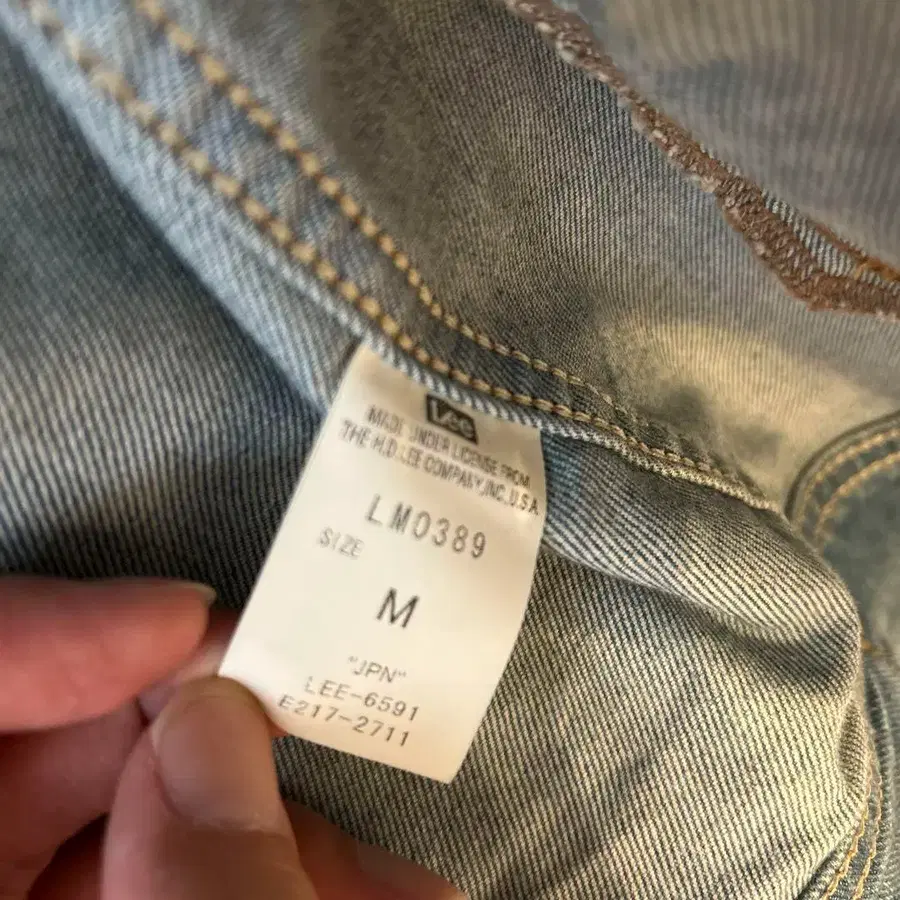 Lee
MADE UNDER LICENSE FROM
THE H.D.LEE COMPANY,INC,U.S.A.
LM0389
SIZE
M
"JPN"
LEE-6591
E217-2711